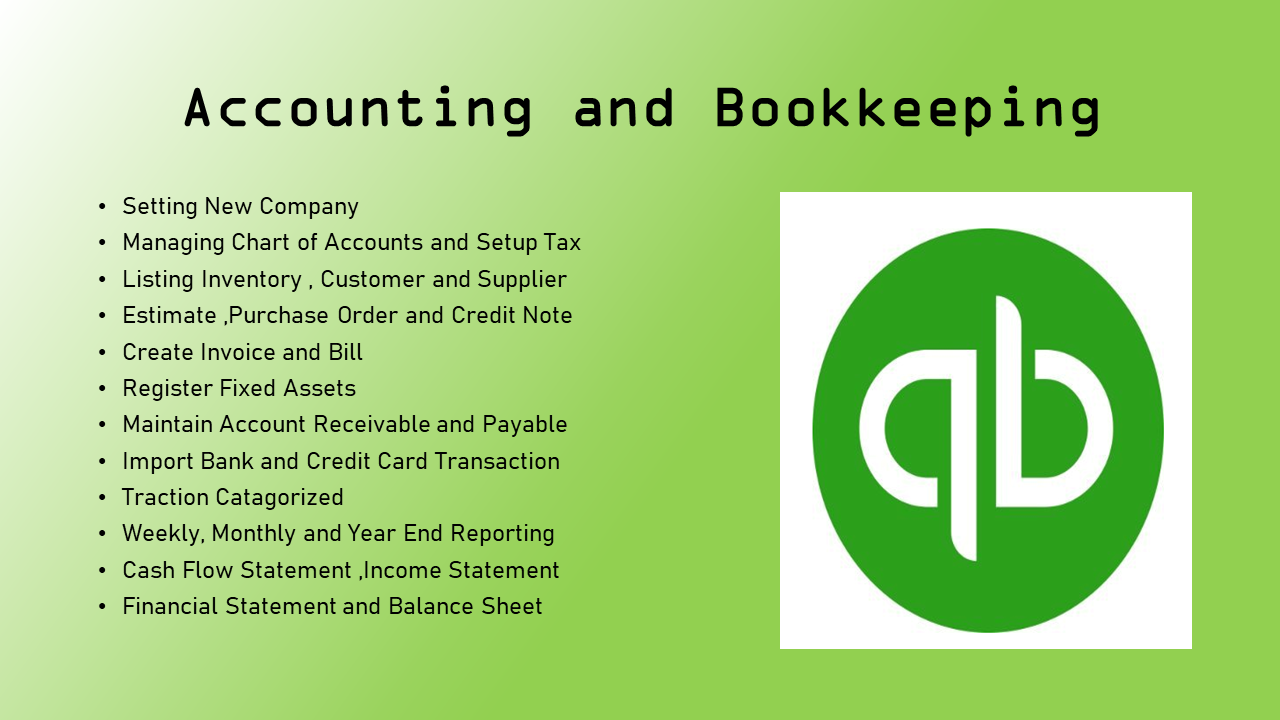 Accounting and Bookkeeping
• Setting New Company
• Managing Chart of Accounts and Setup Tax
• Listing Inventory , Customer and Supplier
• Estimate ,Purchase Order and Credit Note
• Create Invoice and Bill
• Register Fixed Assets
• Maintain Account Receivable and Payable
• Import Bank and Credit Card Transaction
• Traction Catagorized
• Weekly, Monthly and Year End Reporting
• Cash Flow Statement ,Income Statement
• Financial Statement and Balance Sheet
qb